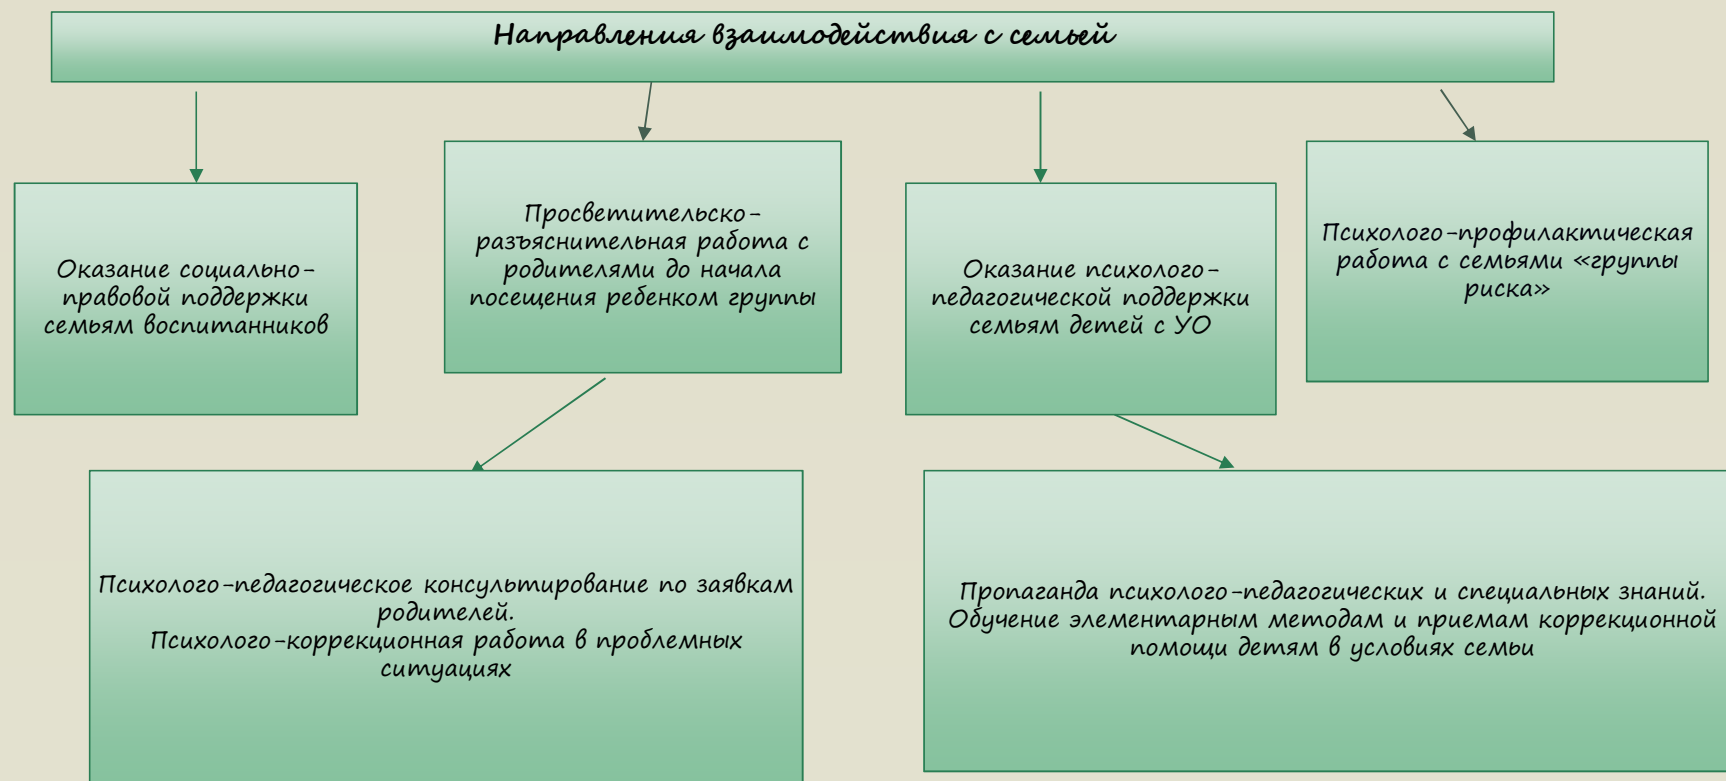 Направления взаимодействия с семьей
Оказание социально-
правовой поддержки
семьям воспитанников
Просветительско-
разъяснительная работа с
родителями до начала
посещения ребенком группы
Оказание психолого-
педагогической поддержки
семьям детей с УО
Психолого-профилактическая
работа с семьями «группы
риска»
Психолого-педагогическое консультирование по заявкам
родителей.
Психолого-коррекционная работа в проблемных
ситуациях
Пропаганда психолого-педагогических и специальных знаний.
Обучение элементарным методам и приемам коррекционной
помощи детям в условиях семьи